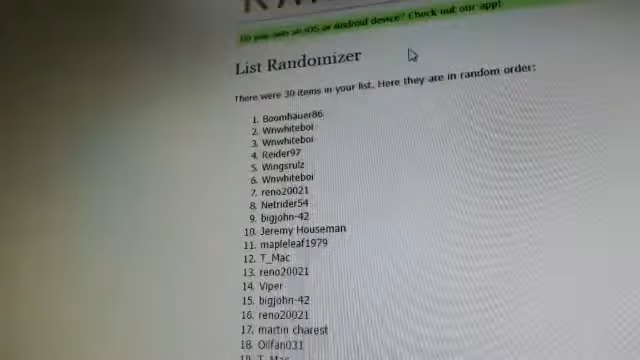 Do you own an iOS or Android device? Check out our app!
List Randomizer
There were 30 items in your list. Here they are in random order:
1. Boomhauer86
2. Wnwhiteboi
3. Wnwhiteboi
4. Reider97
5. Wingsrulz
6. Wnwhiteboi
7. reno20021
8. Netrider54
9. bigjohn-42
10. Jeremy Houseman
11. mapleleaf1979
12. T_Mac
13. reno20021
14. Viper
15. bigjohn-42
16. reno20021
17. martin charest
18. Oilfan031
19. T_Mac